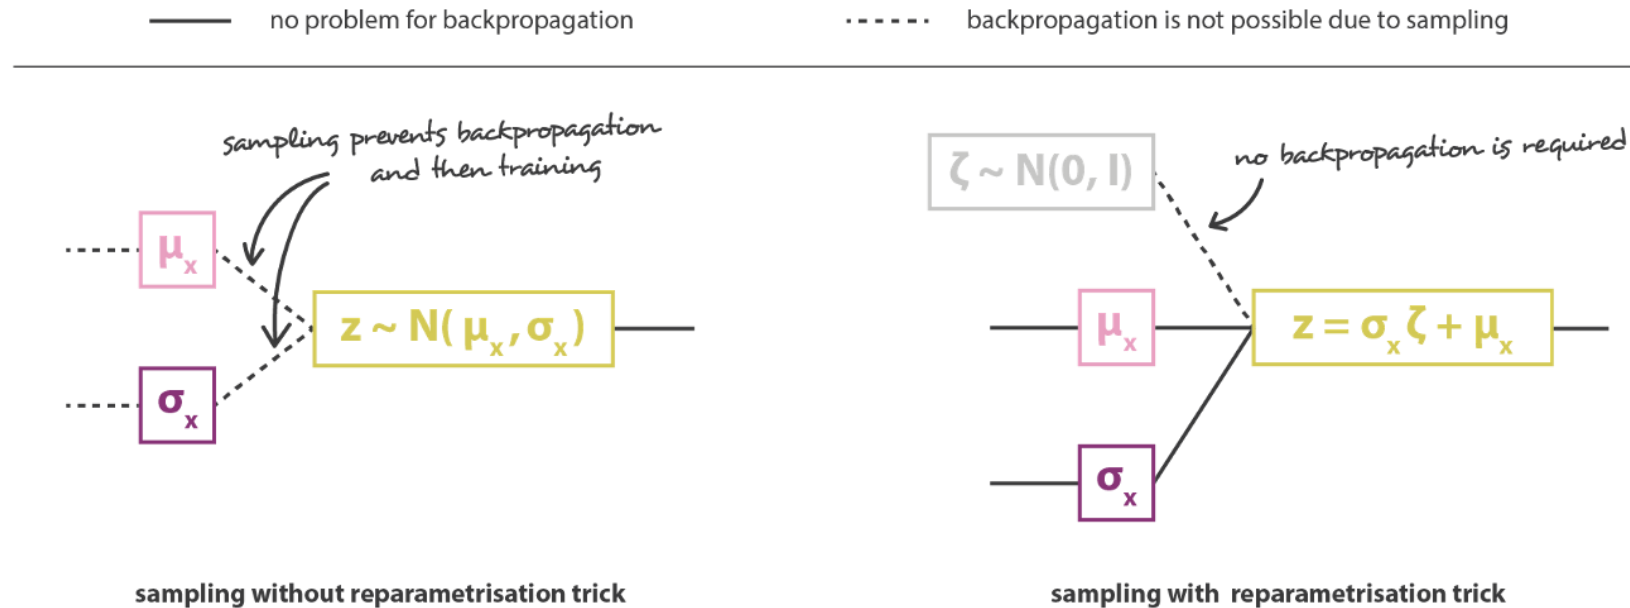 no problem for backpropagation
backpropagation is not possible due to sampling
sampling prevents backpropagation
and then training
μx
σx
z ~ N( μx , σx )
sampling without reparametrisation trick
ζ ~ N(0, I)
no backpropagation is required
μx
σx
z = σx ζ + μx
sampling with reparametrisation trick